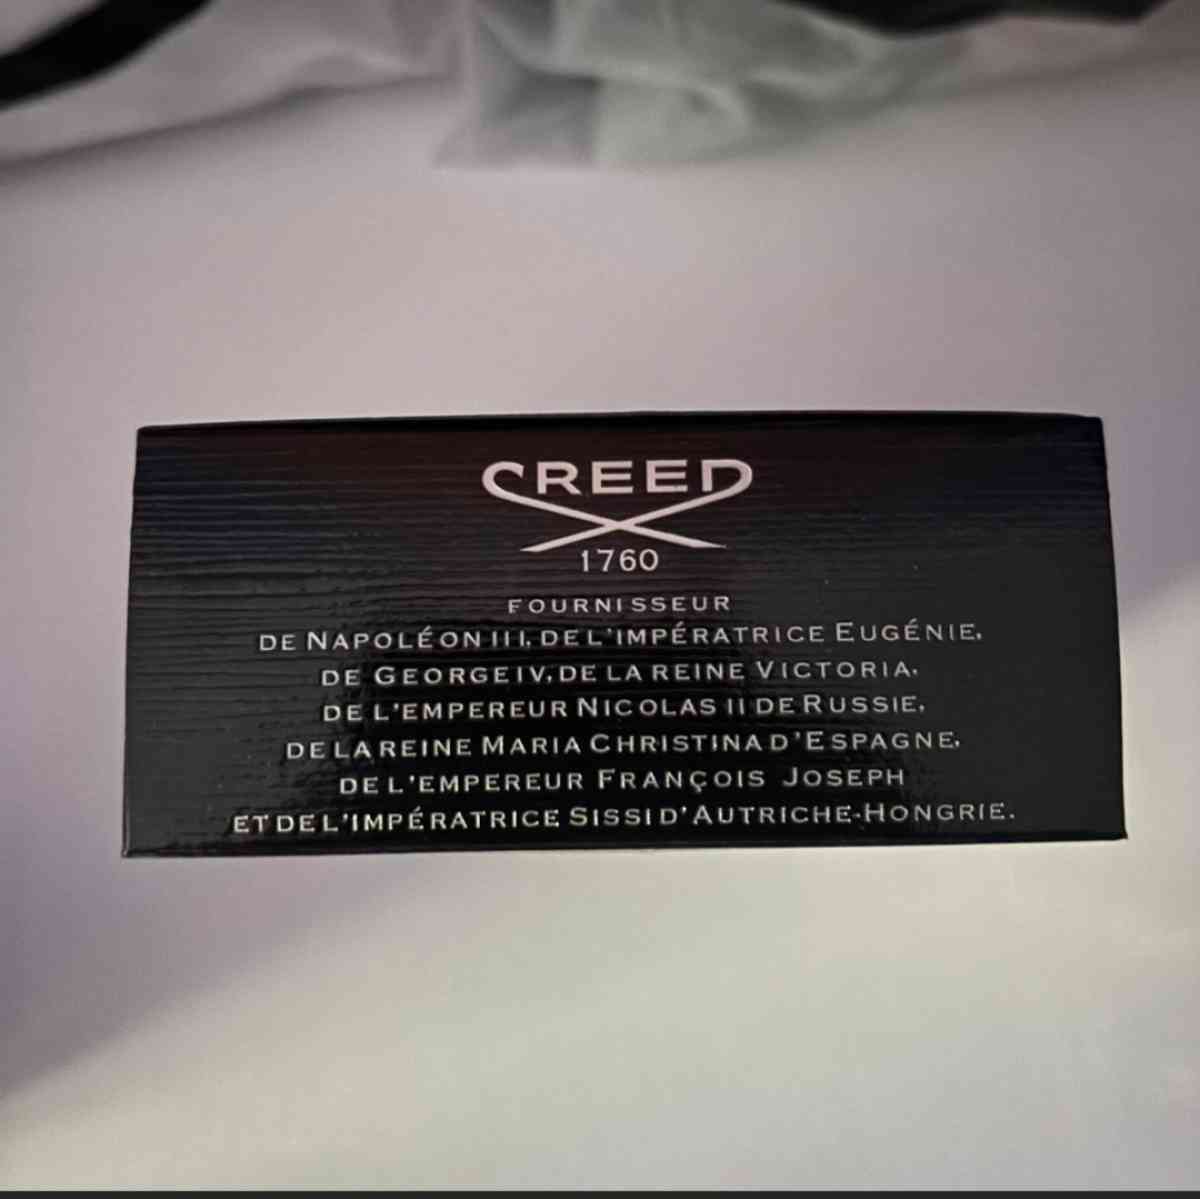 CREED
1760
FOURNISSEUR
DE NAPOLÉON III, DE L'IMPÉRATRICE EUGÉNIE,
DE GEORGE IV, DE LA REINE VICTORIA,
DE L'EMPEREUR NICOLAS II DE RUSSIE,
DE LA REINE MARIA CHRISTINA D'ESPAGNE,
DE L'EMPEREUR FRANÇOIS JOSEPH
ET DE L'IMPÉRATRICE SISSI D'AUTRICHE-HONGRIE.